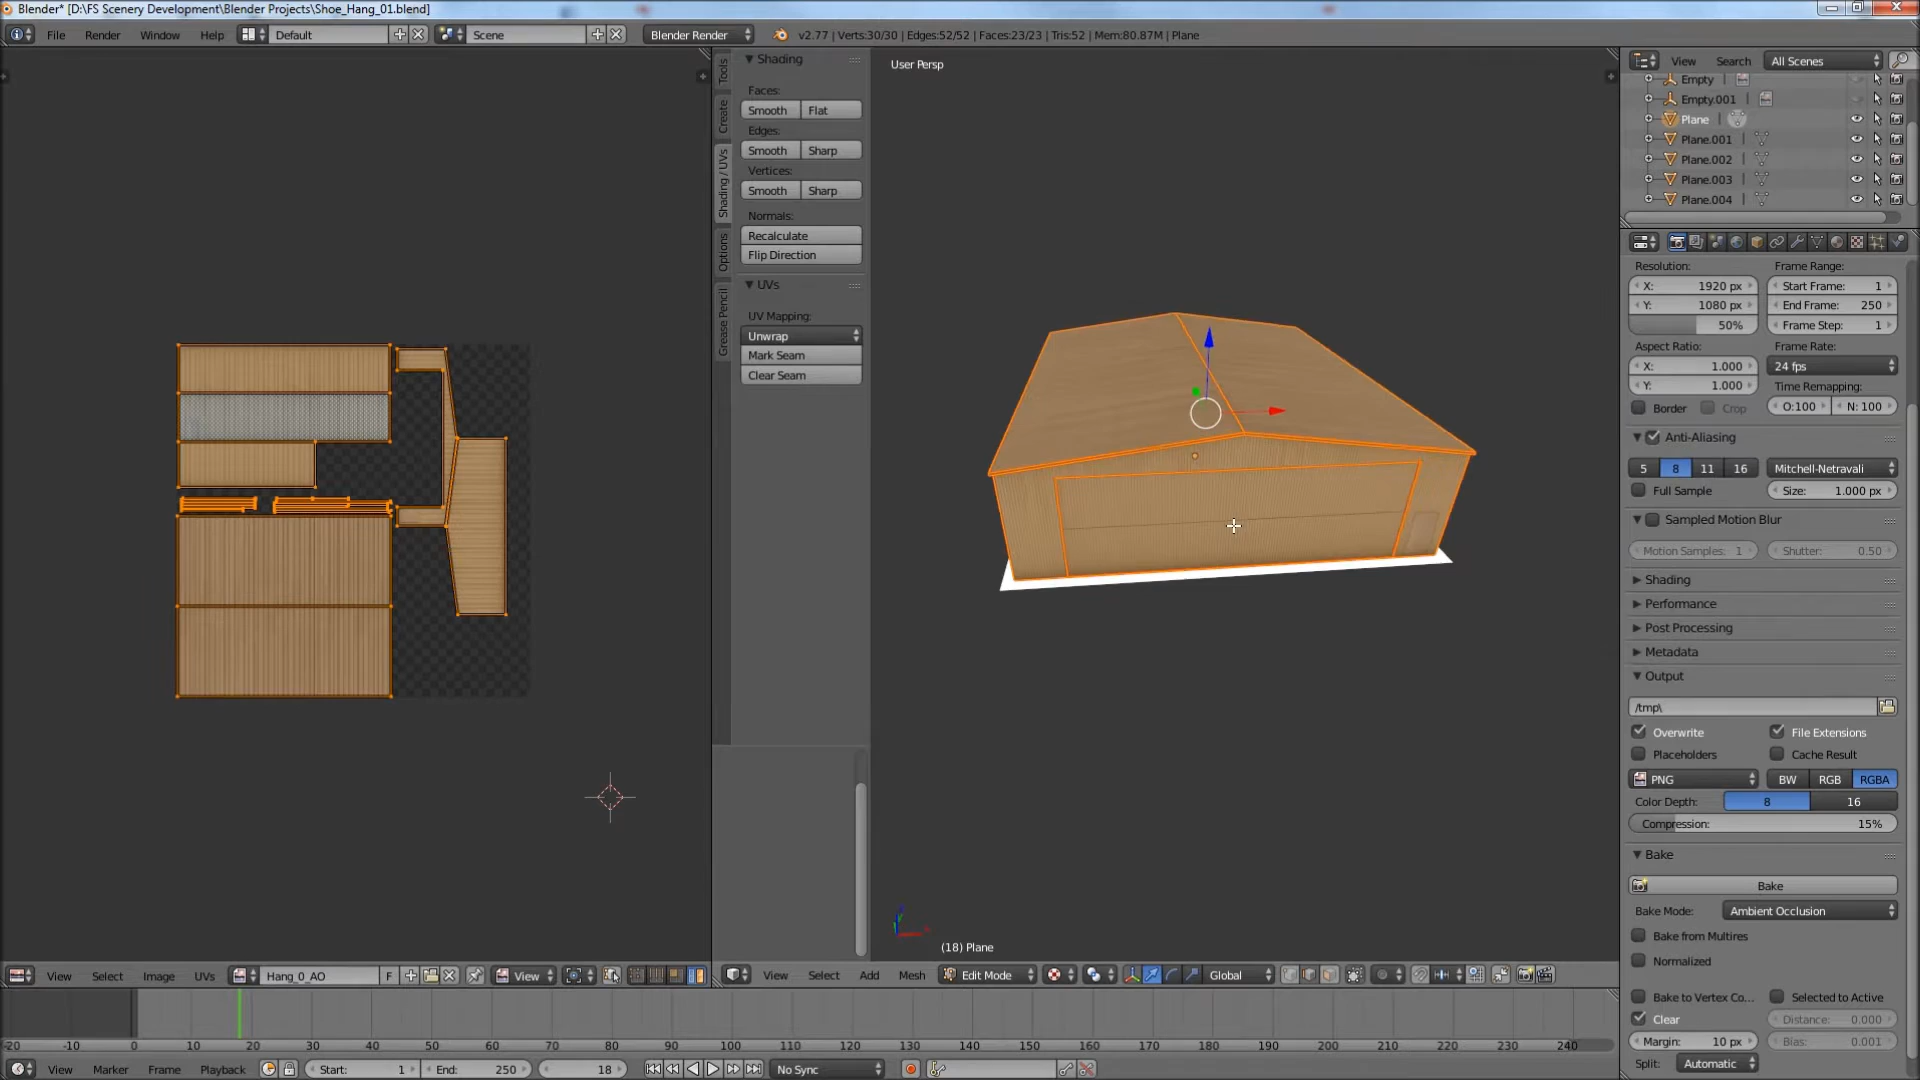 Blender* [D:\FS Scenery Development\Blender Projects\Shoe_Hang_01.blend]
File Render Window Help Default Scene Blender Render v2.77 | Verts:30/30 | Edges:52/52 | Faces:23/23 | Tris:52 | Mem:80.87M | Plane
Tools
Create
Shading / UVs
Options
Grease Pencil
Shading
Faces:
Smooth Flat
Edges:
Smooth Sharp
Vertices:
Smooth Sharp
Normals:
Recalculate
Flip Direction
UVs
UV Mapping:
Unwrap
Mark Seam
Clear Seam
User Persp
(18) Plane
View Search All Scenes
Empty
Empty.001
Plane
Plane.001
Plane.002
Plane.003
Plane.004
Resolution: Frame Range:
X: 1920 px Start Frame: 1
Y: 1080 px End Frame: 250
50% Frame Step: 1
Aspect Ratio: Frame Rate:
X: 1.000 24 fps
Y: 1.000 Time Remapping:
Border Crop O:100 N: 100
Anti-Aliasing
5 8 11 16 Mitchell-Netravali
Full Sample Size: 1.000 px
Sampled Motion Blur
Motion Samples: 1 Shutter: 0.50
Shading
Performance
Post Processing
Metadata
Output
/tmp\
Overwrite File Extensions
Placeholders Cache Result
PNG BW RGB RGBA
Color Depth: 8 16
Compression: 15%
Bake
Bake
Bake Mode: Ambient Occlusion
Bake from Multires
Normalized
Bake to Vertex Co... Selected to Active
Clear Distance: 0.000
Margin: 10 px Bias: 0.001
Split: Automatic
View Select Image UVs Hang_0_AO F View
View Select Add Mesh Edit Mode Global
-20 -10 0 10 20 30 40 50 60 70 80 90 100 110 120 130 140 150 160 170 180 190 200 210 220 230 240
View Marker Frame Playback Start: 1 End: 250 18 No Sync